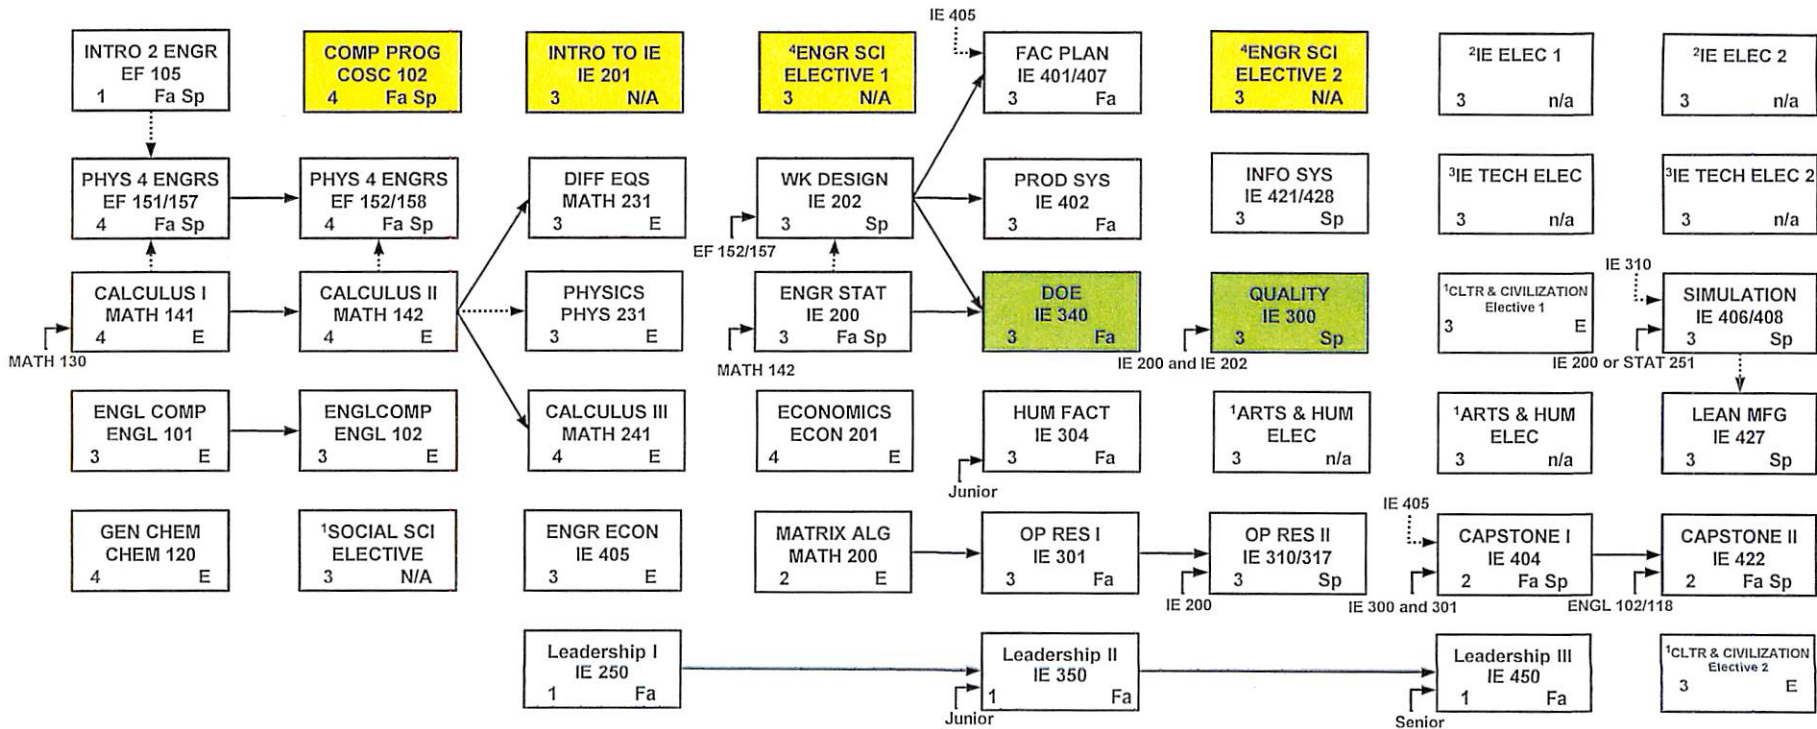 IE 405
INTRO 2 ENGR
EF 105
1 Fa Sp
COMP PROG
COSC 102
4 Fa Sp
INTRO TO IE
IE 201
3 N/A
⁴ENGR SCI
ELECTIVE 1
3 N/A
FAC PLAN
IE 401/407
3 Fa
⁴ENGR SCI
ELECTIVE 2
3 N/A
²IE ELEC 1
3 n/a
²IE ELEC 2
3 n/a
PHYS 4 ENGRS
EF 151/157
4 Fa Sp
PHYS 4 ENGRS
EF 152/158
4 Fa Sp
DIFF EQS
MATH 231
3 E
WK DESIGN
IE 202
3 Sp
EF 152/157
PROD SYS
IE 402
3 Fa
INFO SYS
IE 421/428
3 Sp
³IE TECH ELEC
3 n/a
³IE TECH ELEC 2
3 n/a
CALCULUS I
MATH 141
4 E
MATH 130
CALCULUS II
MATH 142
4 E
PHYSICS
PHYS 231
3 E
ENGR STAT
IE 200
3 Fa Sp
MATH 142
DOE
IE 340
3 Fa
QUALITY
IE 300
3 Sp
IE 200 and IE 202
¹CLTR & CIVILIZATION
Elective 1
3 E
IE 310
SIMULATION
IE 406/408
3 Sp
IE 200 or STAT 251
ENGL COMP
ENGL 101
3 E
ENGLCOMP
ENGL 102
3 E
CALCULUS III
MATH 241
4 E
ECONOMICS
ECON 201
4 E
HUM FACT
IE 304
3 Fa
Junior
¹ARTS & HUM
ELEC
3 n/a
¹ARTS & HUM
ELEC
3 n/a
LEAN MFG
IE 427
3 Sp
GEN CHEM
CHEM 120
4 E
¹SOCIAL SCI
ELECTIVE
3 N/A
ENGR ECON
IE 405
3 E
MATRIX ALG
MATH 200
2 E
OP RES I
IE 301
3 Fa
OP RES II
IE 310/317
3 Sp
IE 200
IE 405
CAPSTONE I
IE 404
2 Fa Sp
IE 300 and 301
CAPSTONE II
IE 422
2 Fa Sp
ENGL 102/118
Leadership I
IE 250
1 Fa
Leadership II
IE 350
1 Fa
Junior
Leadership III
IE 450
1 Fa
Senior
¹CLTR & CIVILIZATION
Elective 2
3 E